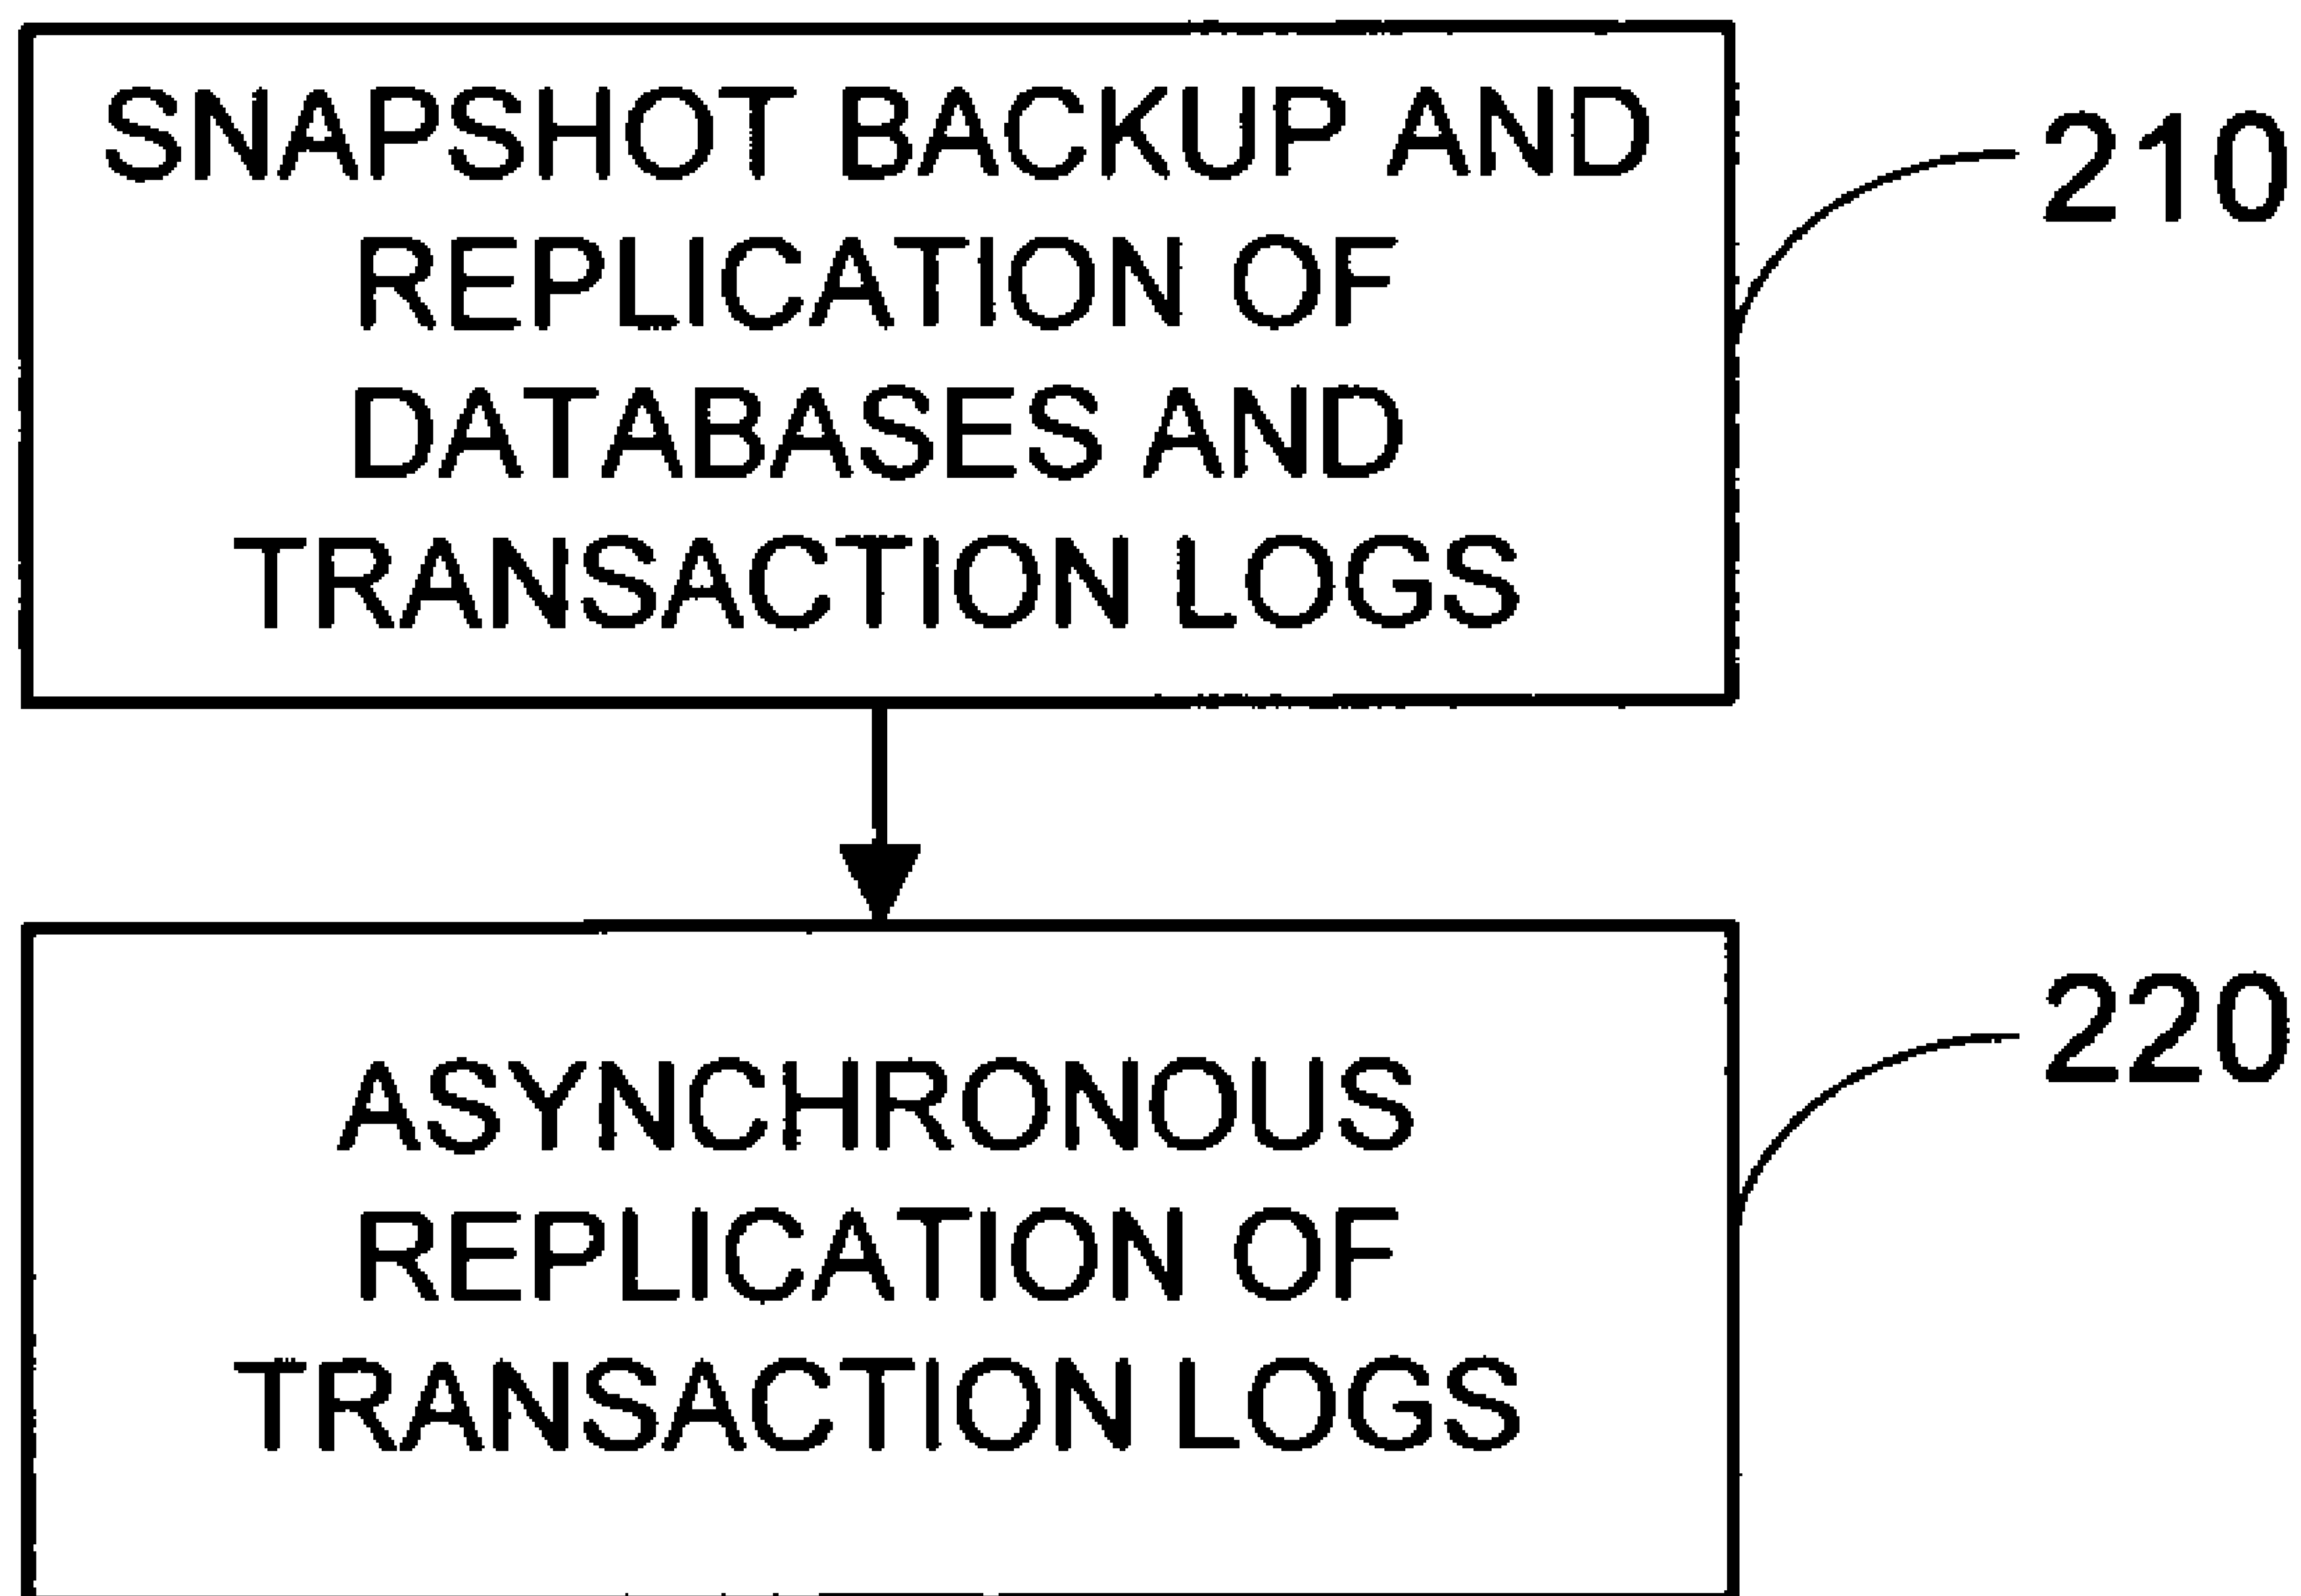 SNAPSHOT BACKUP AND
REPLICATION OF
DATABASES AND
TRANSACTION LOGS
210
ASYNCHRONOUS
REPLICATION OF
TRANSACTION LOGS
220